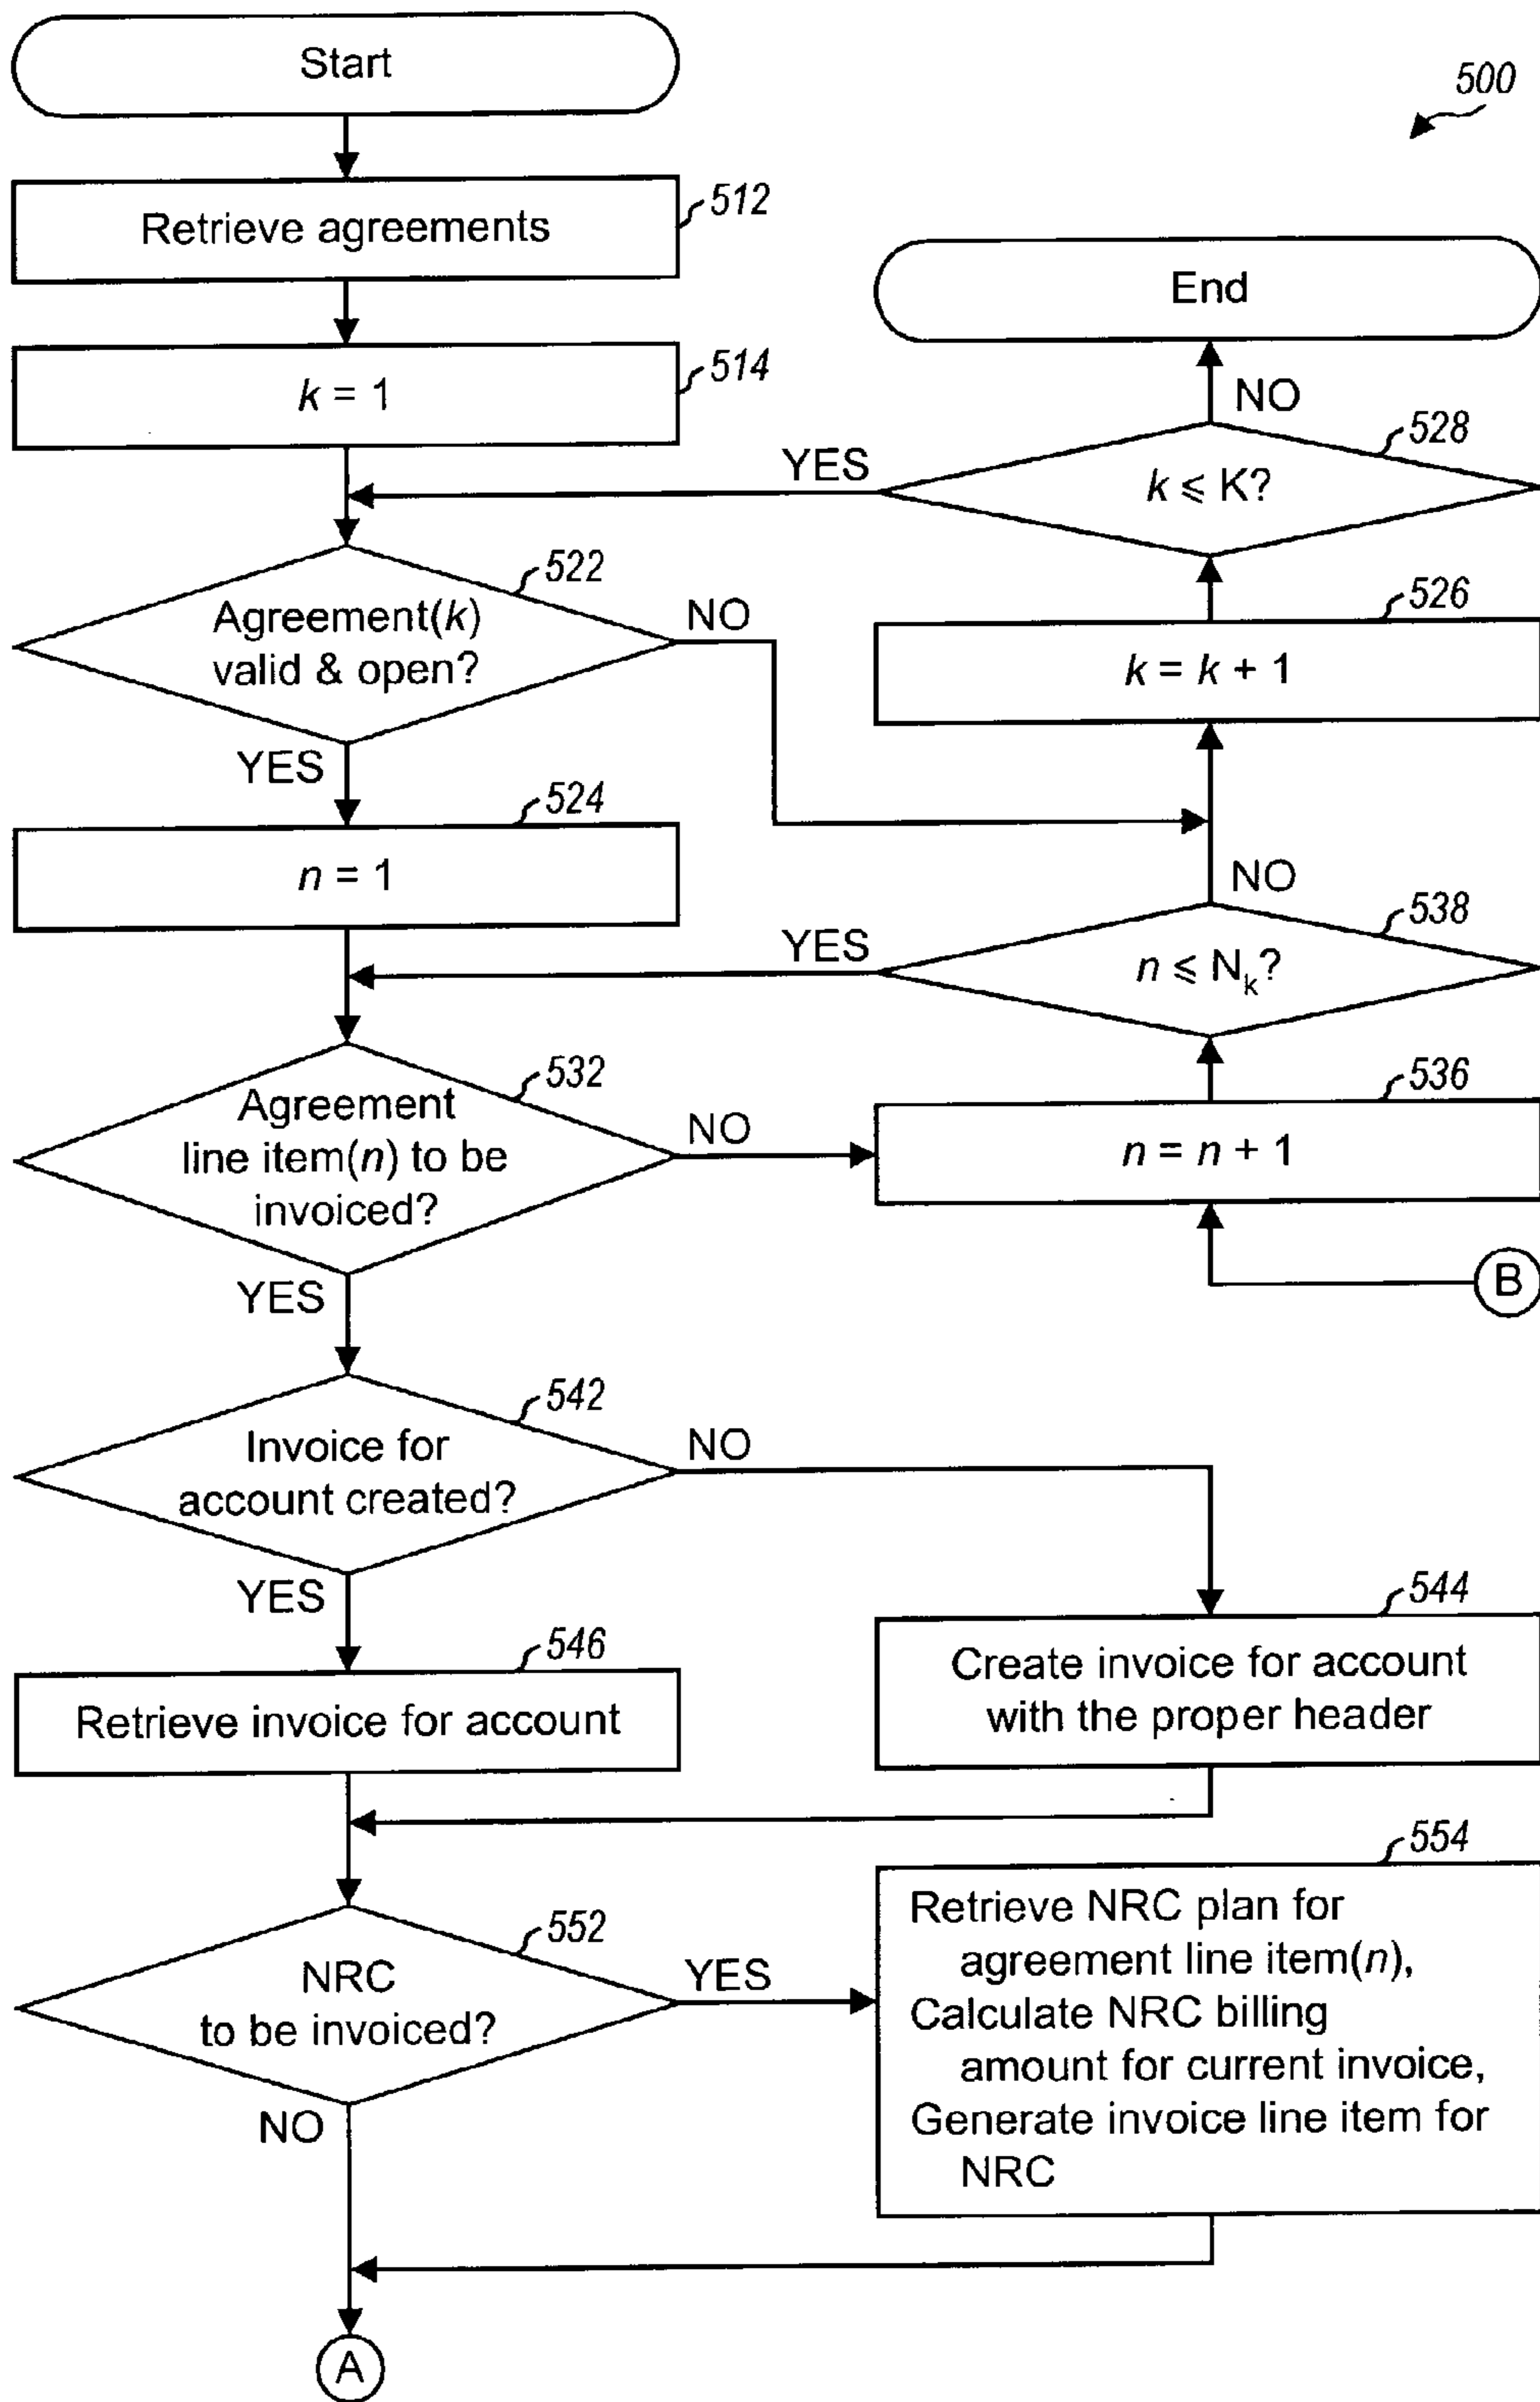 Start
500
Retrieve agreements
512
End
k = 1
514
NO
528
YES
k ⩽ K?
522
Agreement(k)
valid & open?
NO
526
k = k + 1
YES
524
n = 1
NO
538
YES
n ⩽ Nk?
532
Agreement
line item(n) to be
invoiced?
NO
536
n = n + 1
B
YES
542
Invoice for
account created?
NO
YES
544
Create invoice for account
with the proper header
546
Retrieve invoice for account
554
Retrieve NRC plan for
agreement line item(n),
Calculate NRC billing
amount for current invoice,
Generate invoice line item for
NRC
552
NRC
to be invoiced?
YES
NO
A